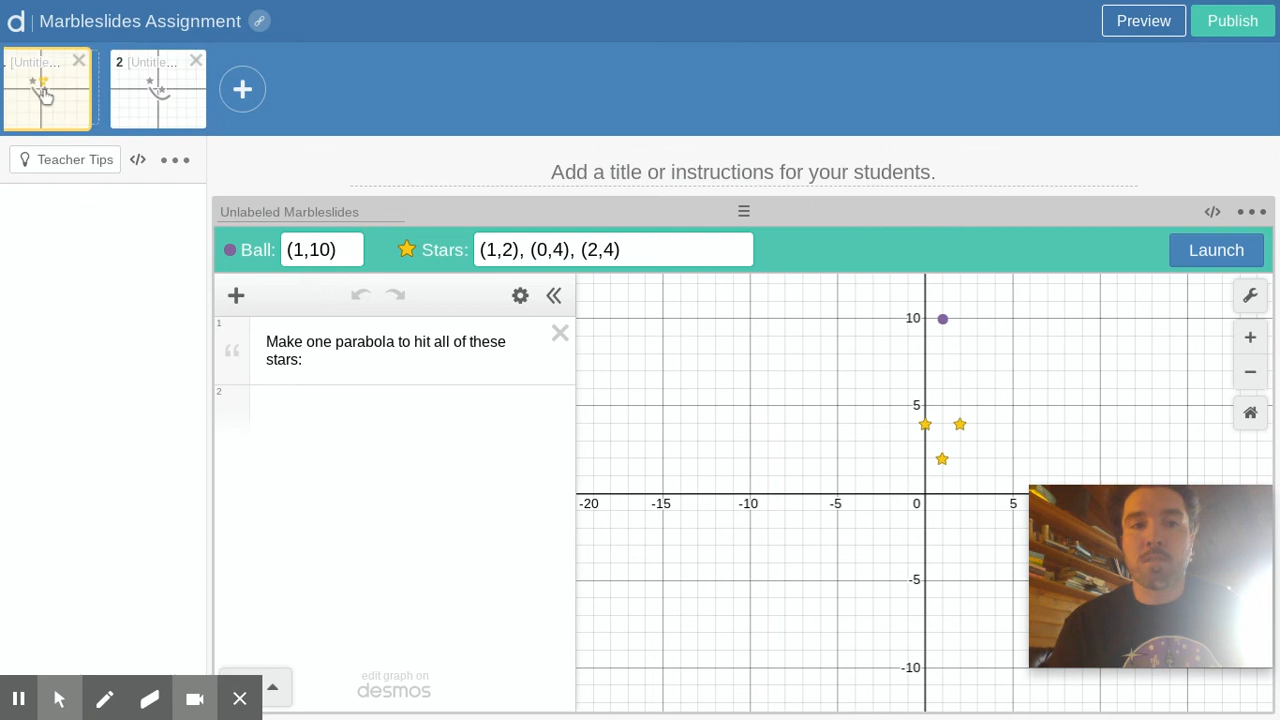 Marbleslides Assignment
Preview
Publish
[Untitle...
2 [Untitle...
Teacher Tips
Add a title or instructions for your students.
Unlabeled Marbleslides
Ball: (1,10)
Stars: (1,2), (0,4), (2,4)
Launch
1
Make one parabola to hit all of these
stars:
2
10
5
-20 -15 -10 -5 0 5
-5
-10
edit graph on
desmos